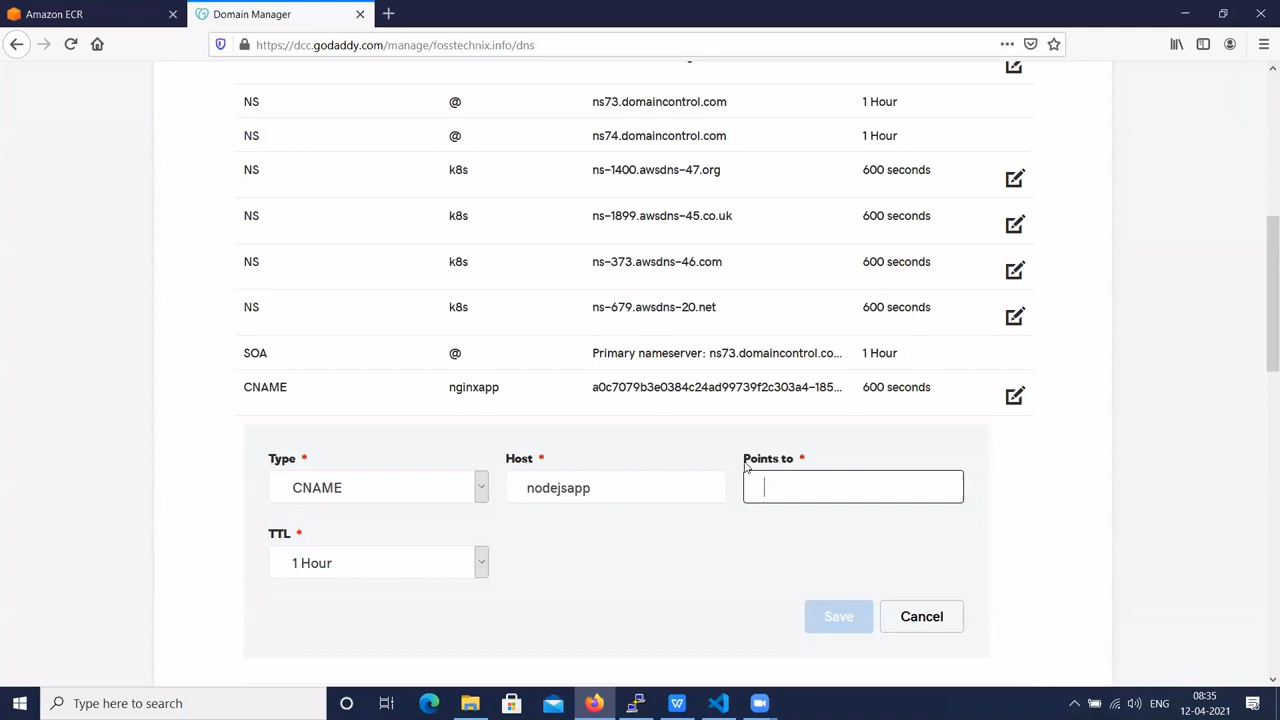 Amazon ECR
Domain Manager
https://dcc.godaddy.com/manage/fosstechnix.info/dns
NS @ ns73.domaincontrol.com 1 Hour
NS @ ns74.domaincontrol.com 1 Hour
NS k8s ns-1400.awsdns-47.org 600 seconds
NS k8s ns-1899.awsdns-45.co.uk 600 seconds
NS k8s ns-373.awsdns-46.com 600 seconds
NS k8s ns-679.awsdns-20.net 600 seconds
SOA @ Primary nameserver: ns73.domaincontrol.co... 1 Hour
CNAME nginxapp a0c7079b3e0384c24ad99739f2c303a4-185... 600 seconds
Type * Host * Points to *
CNAME nodejsapp
TTL *
1 Hour
Save Cancel
Type here to search
ENG
08:35
12-04-2021